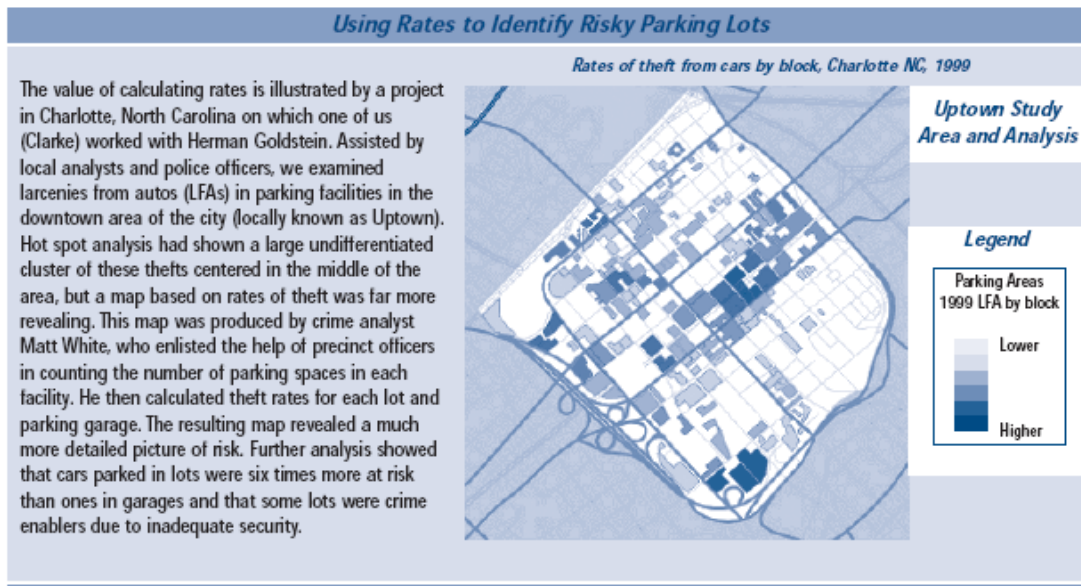 Using Rates to Identify Risky Parking Lots
The value of calculating rates is illustrated by a project
in Charlotte, North Carolina on which one of us
(Clarke) worked with Herman Goldstein. Assisted by
local analysts and police officers, we examined
larcenies from autos (LFAs) in parking facilities in the
downtown area of the city (locally known as Uptown).
Hot spot analysis had shown a large undifferentiated
cluster of these thefts centered in the middle of the
area, but a map based on rates of theft was far more
revealing. This map was produced by crime analyst
Matt White, who enlisted the help of precinct officers
in counting the number of parking spaces in each
facility. He then calculated theft rates for each lot and
parking garage. The resulting map revealed a much
more detailed picture of risk. Further analysis showed
that cars parked in lots were six times more at risk
than ones in garages and that some lots were crime
enablers due to inadequate security.
Rates of theft from cars by block, Charlotte NC, 1999
Uptown Study
Area and Analysis
Legend
Parking Areas
1999 LFA by block
Lower
Higher